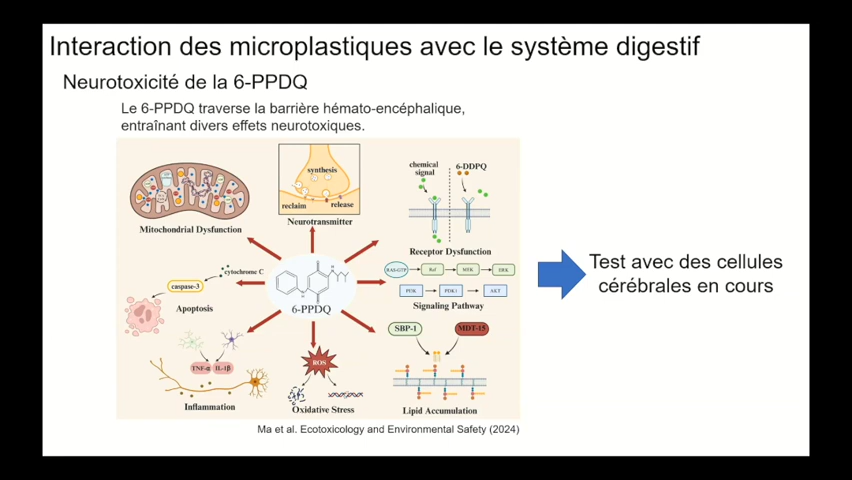 Interaction des microplastiques avec le système digestif
Neurotoxicité de la 6-PPDQ
Le 6-PPDQ traverse la barrière hémato-encéphalique,
entraînant divers effets neurotoxiques.
Mitochondrial Dysfunction
synthesis
reclaim
release
Neurotransmitter
chemical
signal
6-DDPQ
Receptor Dysfunction
cytochrome C
caspase-3
Apoptosis
6-PPDQ
RAS-GTP
Raf
MEK
ERK
PI3K
PDK1
AKT
Signaling Pathway
TNF-α
IL-1β
Inflammation
ROS
Oxidative Stress
SBP-1
MDT-15
Lipid Accumulation
Test avec des cellules
cérébrales en cours
Ma et al. Ecotoxicology and Environmental Safety (2024)